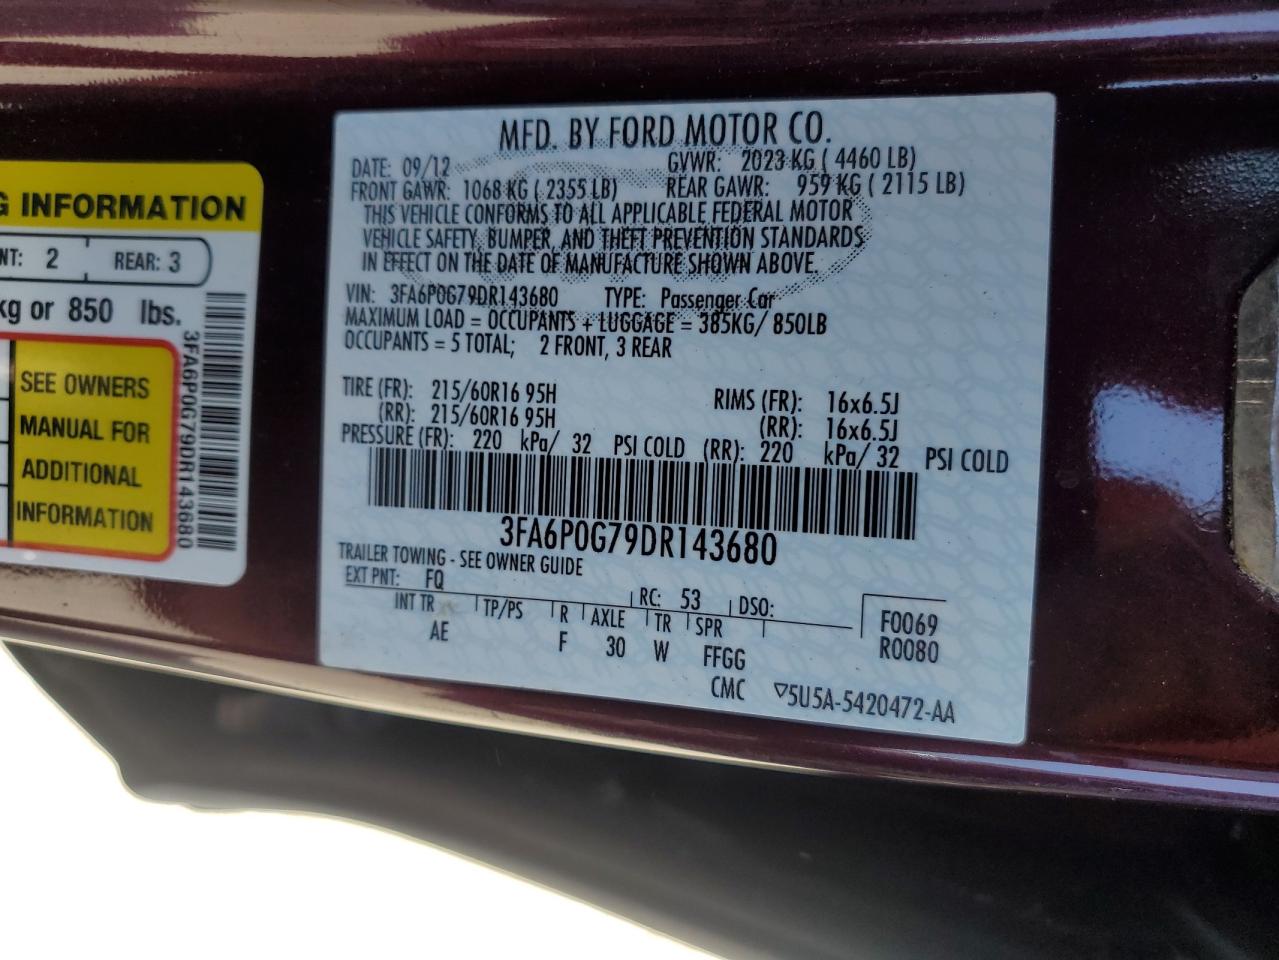 G INFORMATION
NT: 2 REAR: 3
kg or 850 lbs.
SEE OWNERS
MANUAL FOR
ADDITIONAL
INFORMATION
3FA6P0G79DR143680
MFD. BY FORD MOTOR CO.
DATE: 09/12 GVWR: 2023 KG ( 4460 LB)
FRONT GAWR: 1068 KG ( 2355 LB) REAR GAWR: 959 KG ( 2115 LB)
THIS VEHICLE CONFORMS TO ALL APPLICABLE FEDERAL MOTOR
VEHICLE SAFETY, BUMPER, AND THEFT PREVENTION STANDARDS
IN EFFECT ON THE DATE OF MANUFACTURE SHOWN ABOVE.
VIN: 3FA6P0G79DR143680 TYPE: Passenger Car
MAXIMUM LOAD = OCCUPANTS + LUGGAGE = 385KG/ 850LB
OCCUPANTS = 5 TOTAL; 2 FRONT, 3 REAR
TIRE (FR): 215/60R16 95H RIMS (FR): 16x6.5J
(RR): 215/60R16 95H (RR): 16x6.5J
PRESSURE (FR): 220 kPa/ 32 PSI COLD (RR): 220 kPa/ 32 PSI COLD
3FA6P0G79DR143680
TRAILER TOWING - SEE OWNER GUIDE
EXT PNT: FQ RC: 53 DSO:
INT TR TP/PS R AXLE TR SPR F0069
AE F 30 W FFGG R0080
CMC ▽5U5A-5420472-AA